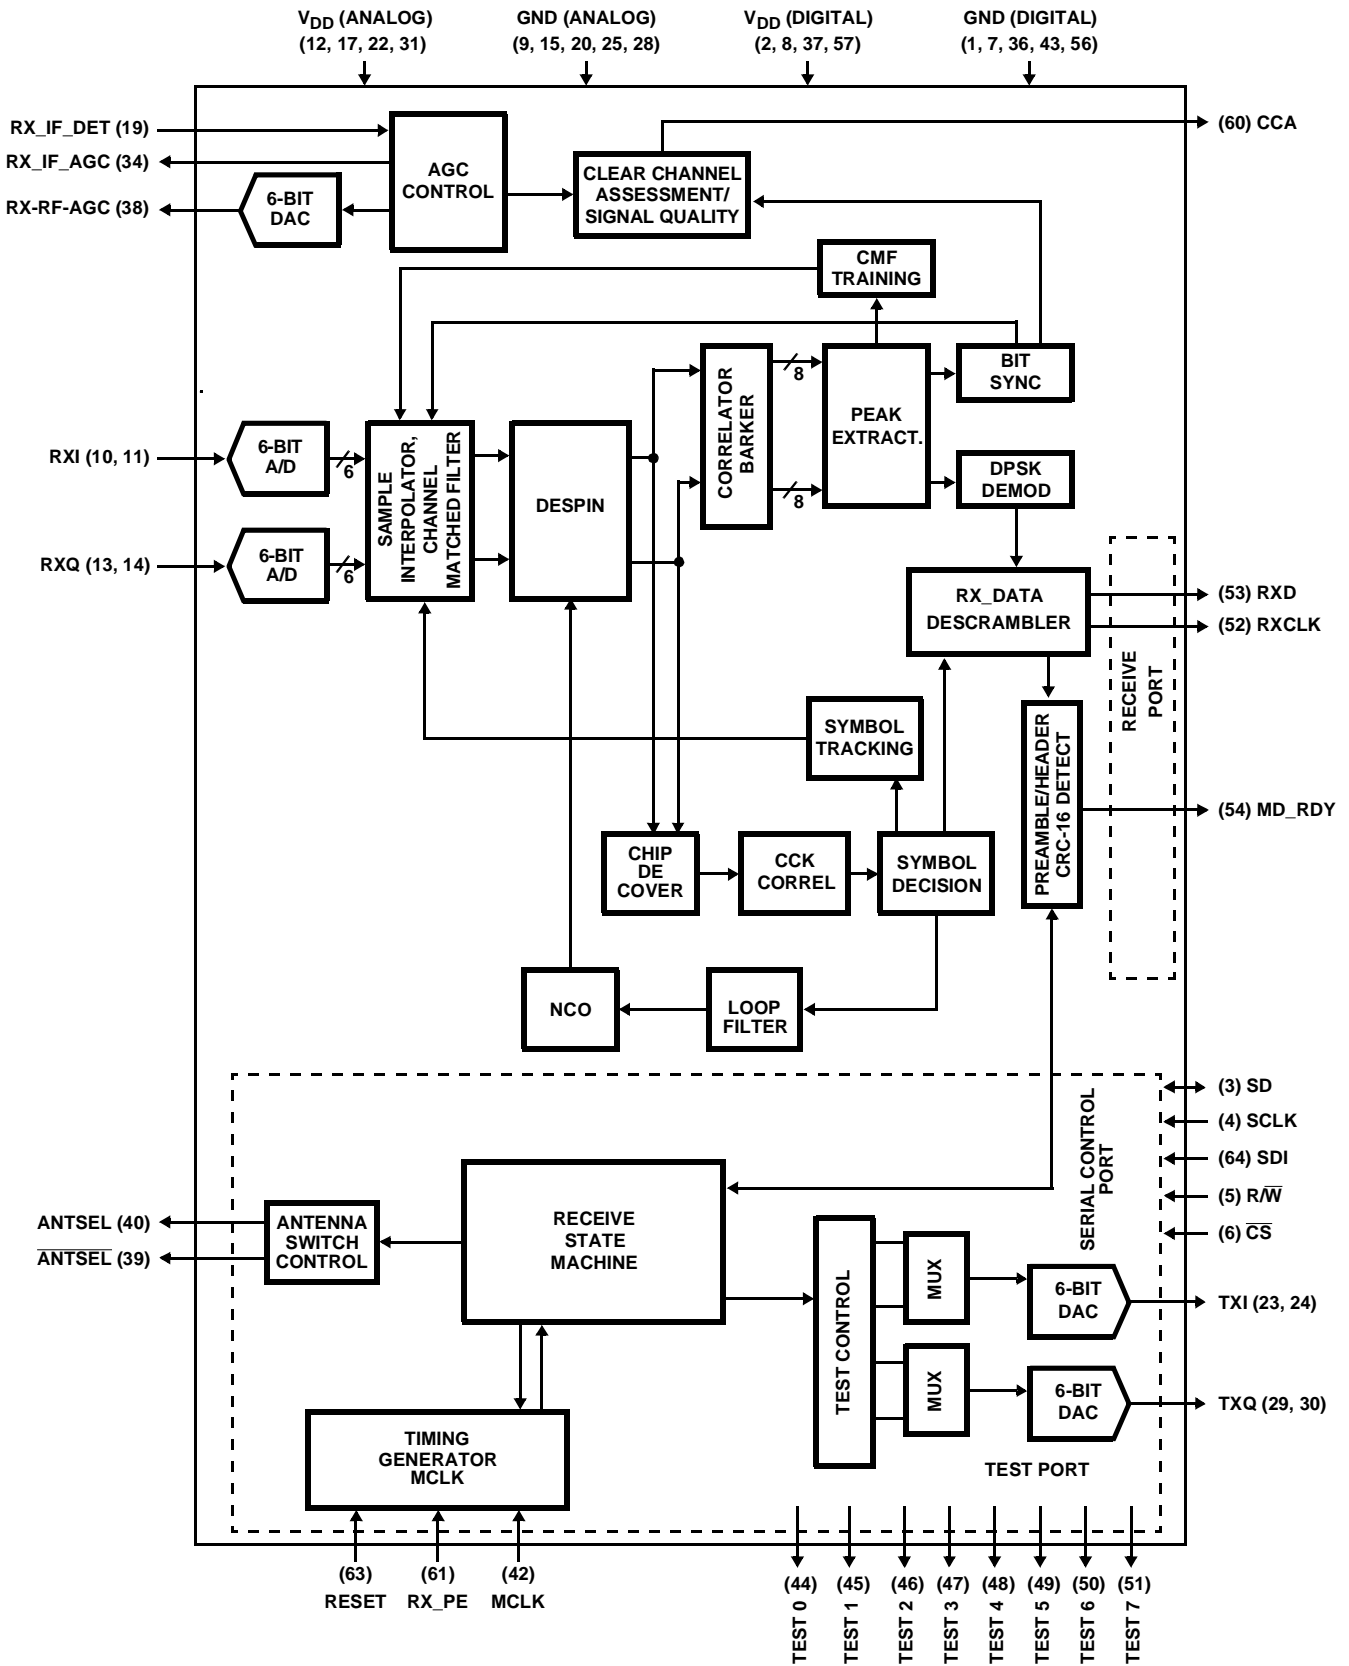 VDD (ANALOG)
(12, 17, 22, 31)
GND (ANALOG)
(9, 15, 20, 25, 28)
VDD (DIGITAL)
(2, 8, 37, 57)
GND (DIGITAL)
(1, 7, 36, 43, 56)
RX_IF_DET (19)
RX_IF_AGC (34)
RX-RF-AGC (38)
6-BIT
DAC
AGC
CONTROL
CLEAR CHANNEL
ASSESSMENT/
SIGNAL QUALITY
(60) CCA
CMF
TRAINING
RXI (10, 11)
6-BIT
A/D
6
RXQ (13, 14)
6-BIT
A/D
6
SAMPLE
INTERPOLATOR,
CHANNEL
MATCHED FILTER
DESPIN
CORRELATOR
BARKER
8
8
PEAK
EXTRACT.
BIT
SYNC
DPSK
DEMOD
RX_DATA
DESCRAMBLER
(53) RXD
(52) RXCLK
RECEIVE
PORT
SYMBOL
TRACKING
PREAMBLE/HEADER
CRC-16 DETECT
(54) MD_RDY
CHIP
DE
COVER
CCK
CORREL
SYMBOL
DECISION
NCO
LOOP
FILTER
SERIAL CONTROL
PORT
(3) SD
(4) SCLK
(64) SDI
(5) R/W̅
(6) C̅S̅
ANTSEL (40)
A̅N̅T̅S̅E̅L̅ (39)
ANTENNA
SWITCH
CONTROL
RECEIVE
STATE
MACHINE
TEST CONTROL
MUX
6-BIT
DAC
TXI (23, 24)
MUX
6-BIT
DAC
TXQ (29, 30)
TEST PORT
TIMING
GENERATOR
MCLK
(63)
RESET
(61)
RX_PE
(42)
MCLK
(44)
TEST 0
(45)
TEST 1
(46)
TEST 2
(47)
TEST 3
(48)
TEST 4
(49)
TEST 5
(50)
TEST 6
(51)
TEST 7